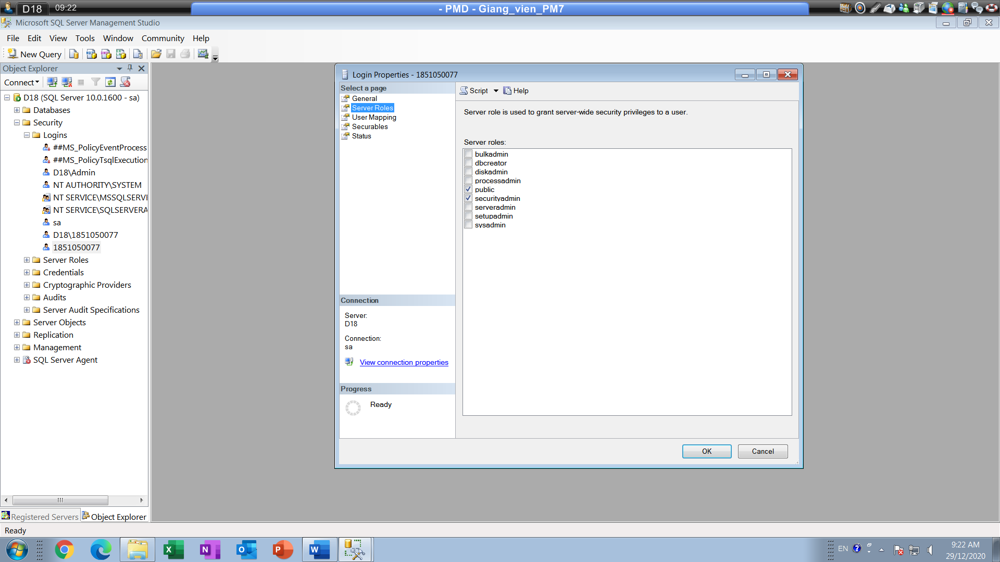 D18
09:22
- PMD - Giang_vien_PM7
Microsoft SQL Server Management Studio
File Edit View Tools Window Community Help
New Query
Object Explorer
Connect
D18 (SQL Server 10.0.1600 - sa)
Databases
Security
Logins
##MS_PolicyEventProcess
##MS_PolicyTsqlExecution
D18\Admin
NT AUTHORITY\SYSTEM
NT SERVICE\MSSQLSERVI
NT SERVICE\SQLSERVERA
sa
D18\1851050077
1851050077
Server Roles
Credentials
Cryptographic Providers
Audits
Server Audit Specifications
Server Objects
Replication
Management
SQL Server Agent
Registered Servers
Object Explorer
Ready
Login Properties - 1851050077
Select a page
General
Server Roles
User Mapping
Securables
Status
Connection
Server:
D18
Connection:
sa
View connection properties
Progress
Ready
Script
Help
Server role is used to grant server-wide security privileges to a user.
Server roles:
bulkadmin
dbcreator
diskadmin
processadmin
public
securityadmin
serveradmin
setupadmin
sysadmin
OK
Cancel
EN
9:22 AM
29/12/2020